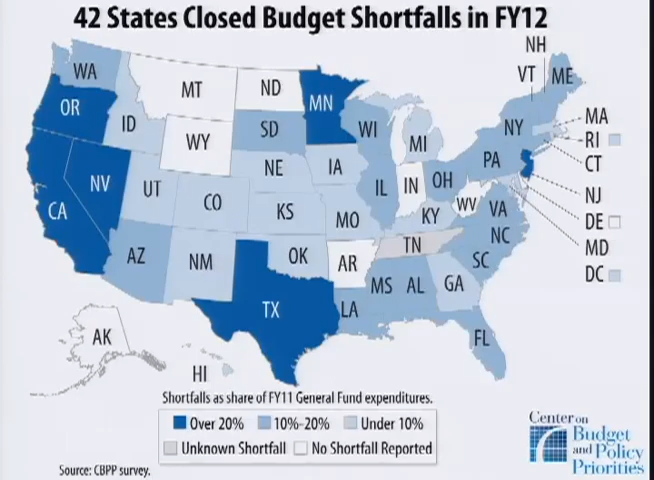 42 States Closed Budget Shortfalls in FY12
NH
WA
VT
ME
MT
ND
MN
OR
MA
ID
SD
WI
NY
RI
WY
MI
CT
PA
NE
IA
NV
OH
NJ
IL
IN
UT
CO
WV
VA
DE
CA
KS
MO
KY
NC
MD
TN
AZ
NM
OK
AR
SC
DC
MS
AL
GA
TX
LA
AK
FL
HI
Shortfalls as share of FY11 General Fund expenditures.
Over 20% 10%-20% Under 10%
Unknown Shortfall No Shortfall Reported
Center on
Budget
and Policy
Priorities
Source: CBPP survey.